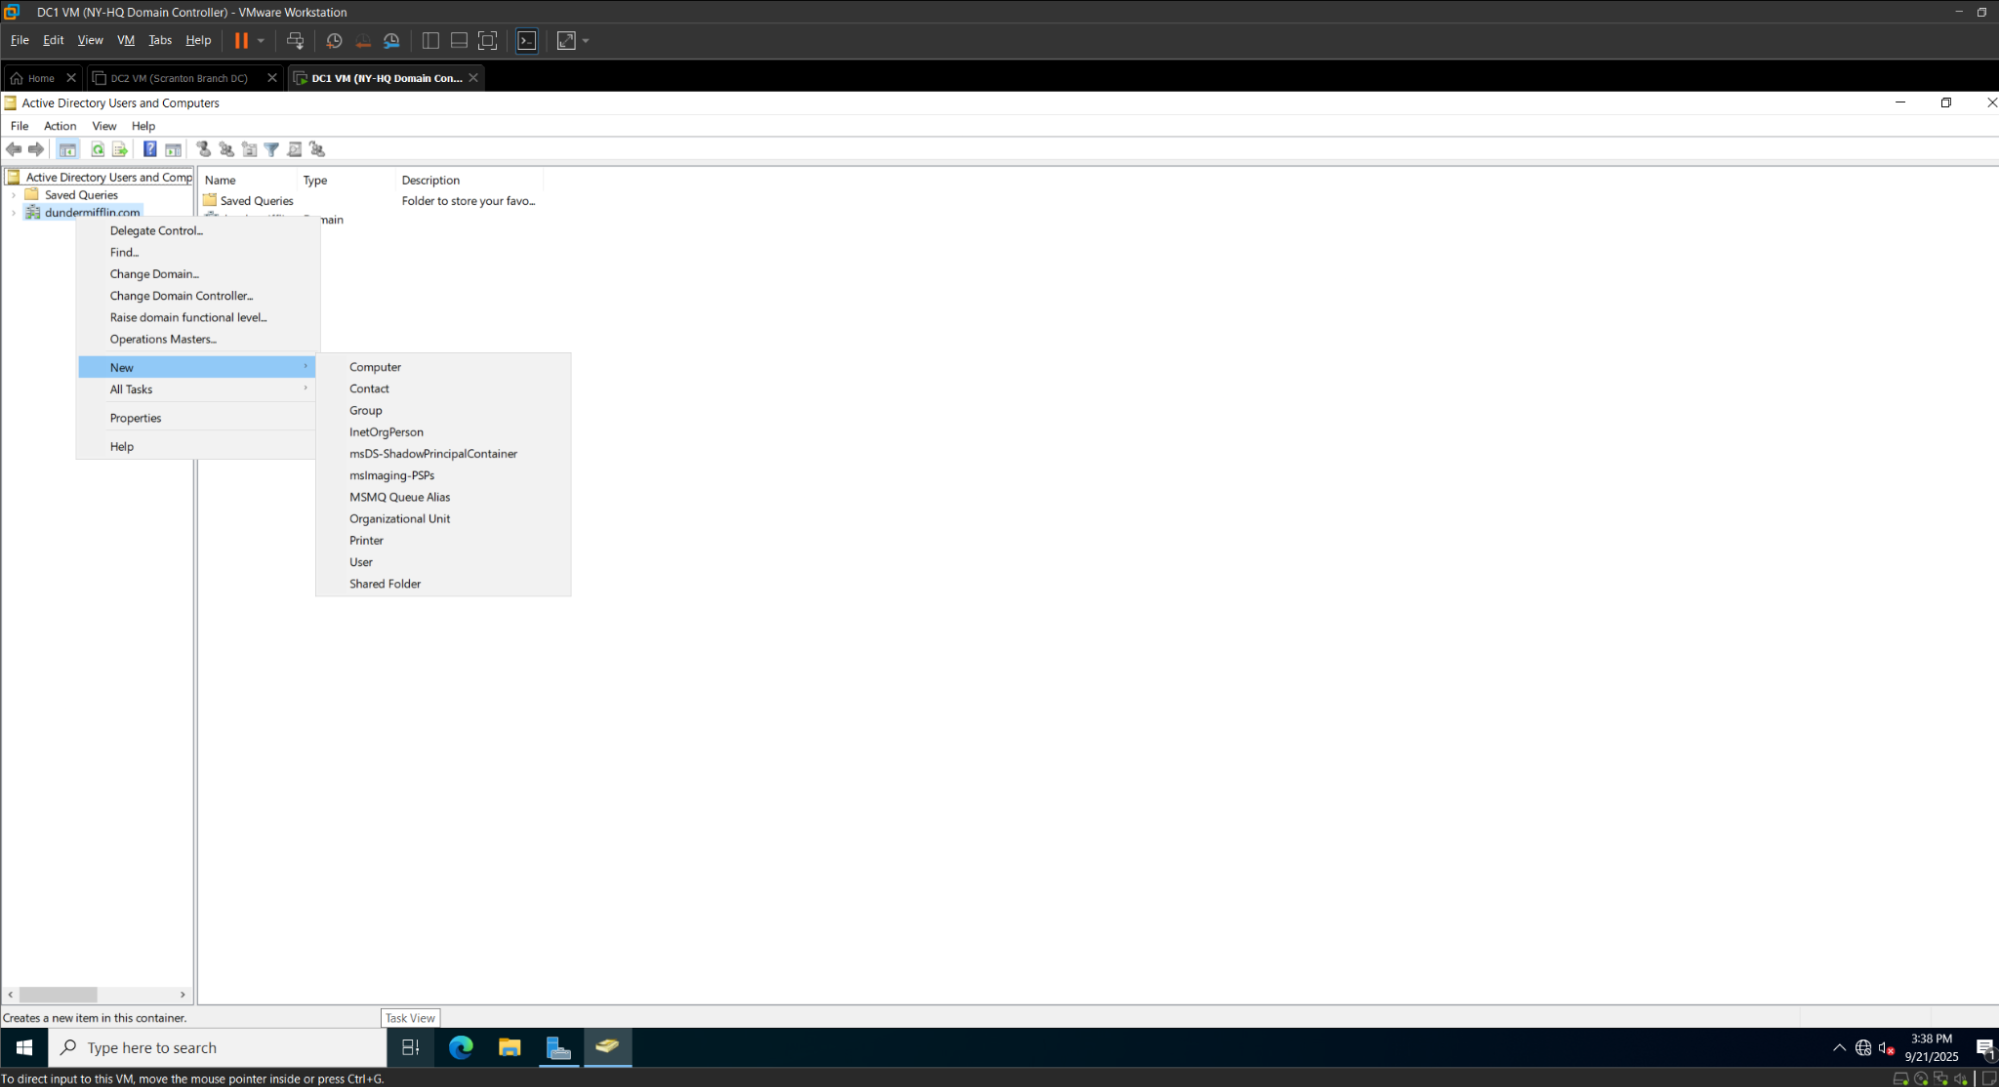 DC1 VM (NY-HQ Domain Controller) - VMware Workstation
File Edit View VM Tabs Help
Home DC2 VM (Scranton Branch DC) DC1 VM (NY-HQ Domain Con...
Active Directory Users and Computers
File Action View Help
Active Directory Users and Comp
Saved Queries
dundermifflin.com
Name Type Description
Saved Queries Folder to store your favo...
main
Delegate Control...
Find...
Change Domain...
Change Domain Controller...
Raise domain functional level...
Operations Masters...
New
All Tasks
Properties
Help
Computer
Contact
Group
InetOrgPerson
msDS-ShadowPrincipalContainer
msImaging-PSPs
MSMQ Queue Alias
Organizational Unit
Printer
User
Shared Folder
Creates a new item in this container.
Task View
Type here to search
3:38 PM
9/21/2025
1
To direct input to this VM, move the mouse pointer inside or press Ctrl+G.